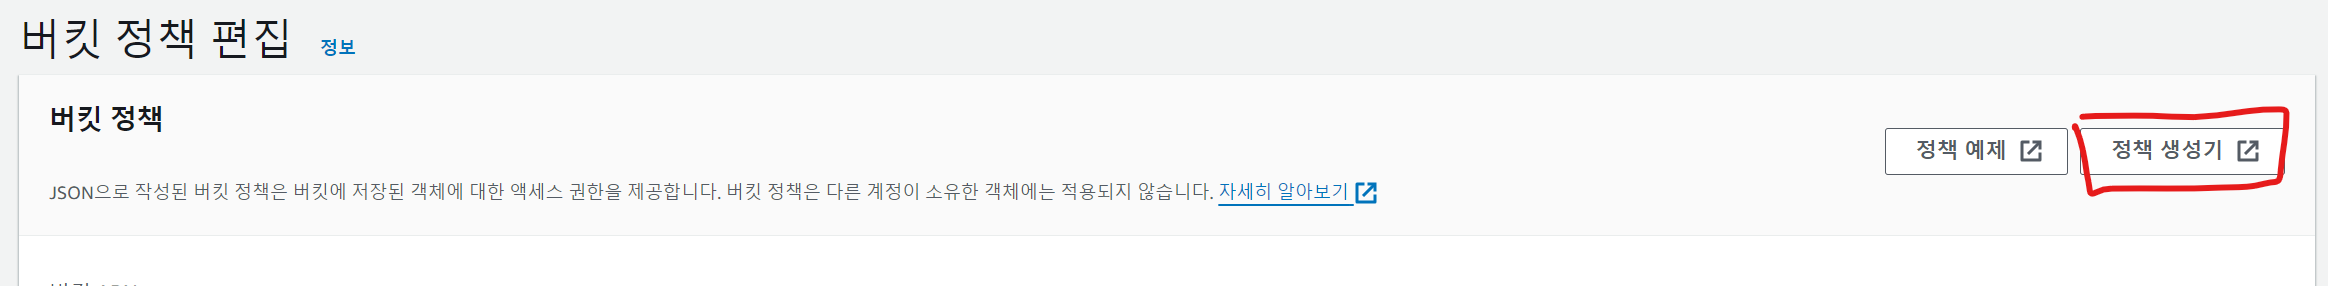 버킷 정책 편집 정보
버킷 정책
정책 예제
정책 생성기
JSON으로 작성된 버킷 정책은 버킷에 저장된 객체에 대한 액세스 권한을 제공합니다. 버킷 정책은 다른 계정이 소유한 객체에는 적용되지 않습니다. 자세히 알아보기